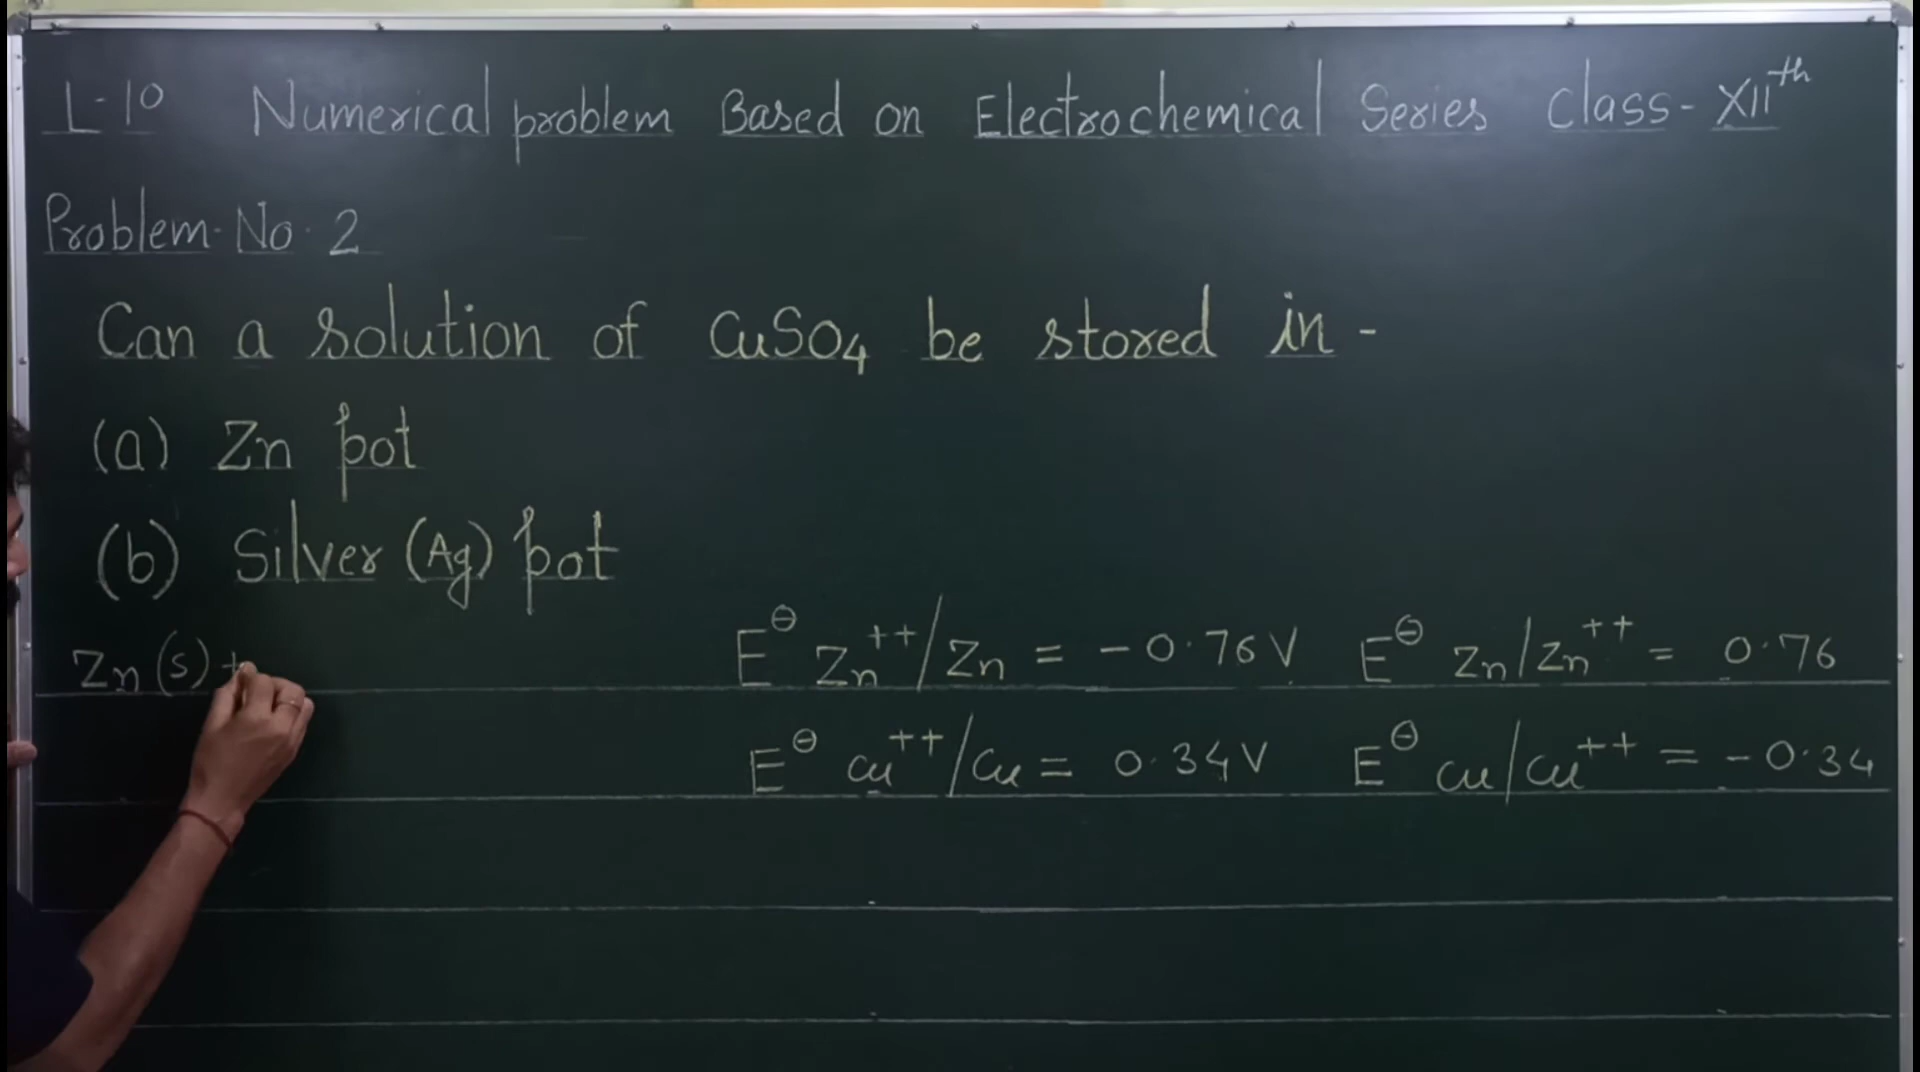 L-10 Numerical problem Based on Electrochemical Series Class- XIIth
Problem No. 2
Can a solution of CuSO4 be stored in -
(a) Zn pot
(b) Silver (Ag) pot
Zn(s) +
E⊖ Zn++/Zn = -0.76V E⊖ Zn/Zn++ = 0.76
E⊖ Cu++/Cu = 0.34V E⊖ Cu/Cu++ = -0.34